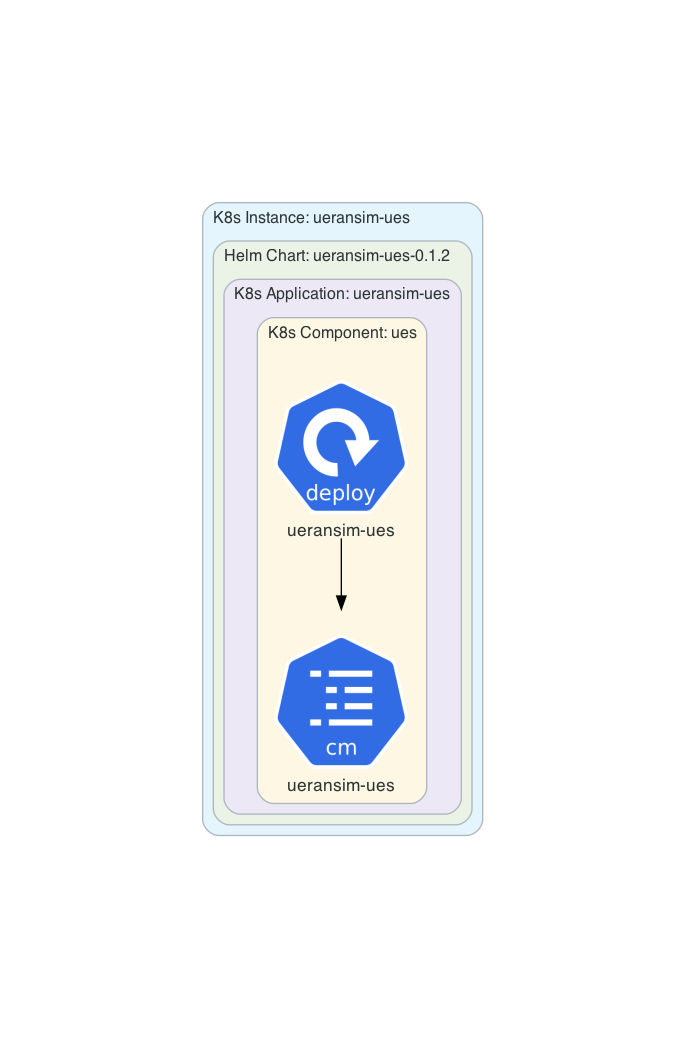 K8s Instance: ueransim-ues
Helm Chart: ueransim-ues-0.1.2
K8s Application: ueransim-ues
K8s Component: ues
deploy
ueransim-ues
cm
ueransim-ues